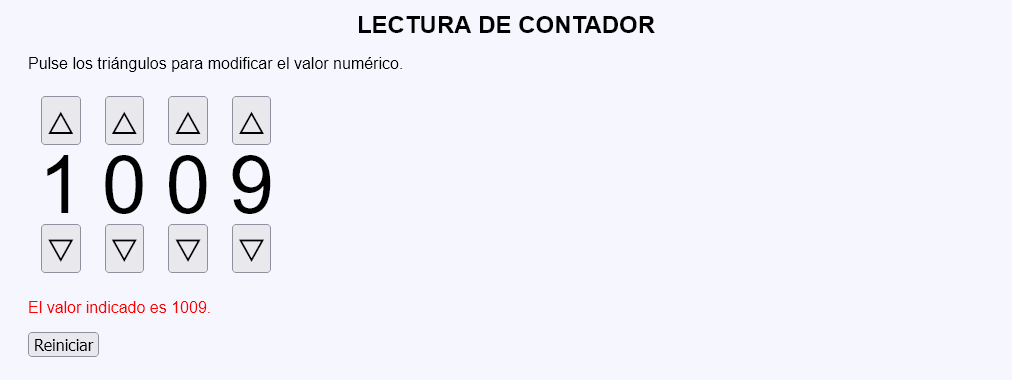 LECTURA DE CONTADOR
Pulse los triángulos para modificar el valor numérico.
1 0 0 9
El valor indicado es 1009.
Reiniciar